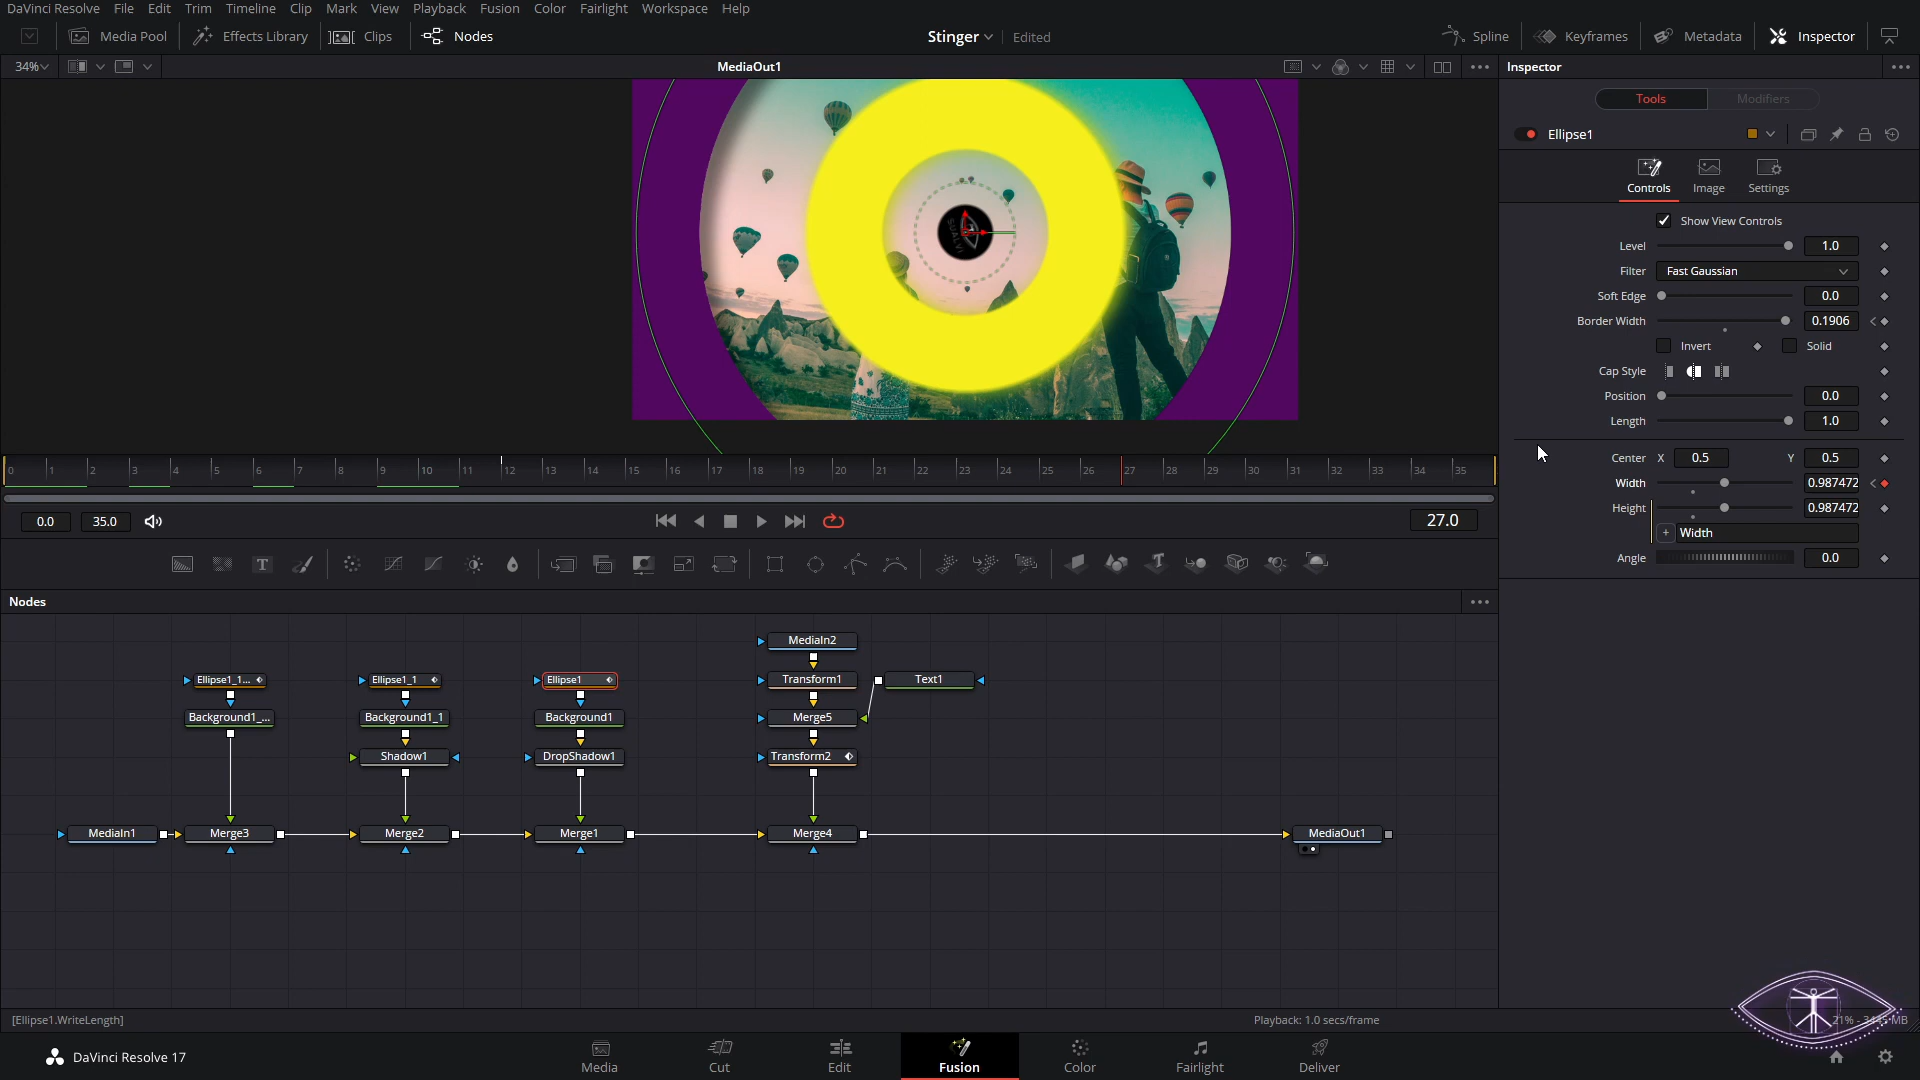 DaVinci Resolve File Edit Trim Timeline Clip Mark View Playback Fusion Color Fairlight Workspace Help
Media Pool Effects Library Clips Nodes Stinger Edited Spline Keyframes Metadata Inspector
34% MediaOut1 Inspector
Tools Modifiers
Ellipse1
Controls Image Settings
Show View Controls
Level 1.0
Filter Fast Gaussian
Soft Edge 0.0
Border Width 0.1906
Invert Solid
Cap Style
Position 0.0
Length 1.0
Center X 0.5 Y 0.5
Width 0.987472
Height 0.987472
Width
Angle 0.0
0 1 2 3 4 5 6 7 8 9 10 11 12 13 14 15 16 17 18 19 20 21 22 23 24 25 26 27 28 29 30 31 32 33 34 35
0.0 35.0 27.0
Nodes
MediaIn2
Ellipse1_1... Ellipse1_1 Ellipse1 Transform1 Text1
Background1_... Background1_1 Background1 Merge5
Shadow1 DropShadow1 Transform2
MediaIn1 Merge3 Merge2 Merge1 Merge4 MediaOut1
[Ellipse1.WriteLength] Playback: 1.0 secs/frame
DaVinci Resolve 17
Media Cut Edit Fusion Color Fairlight Deliver